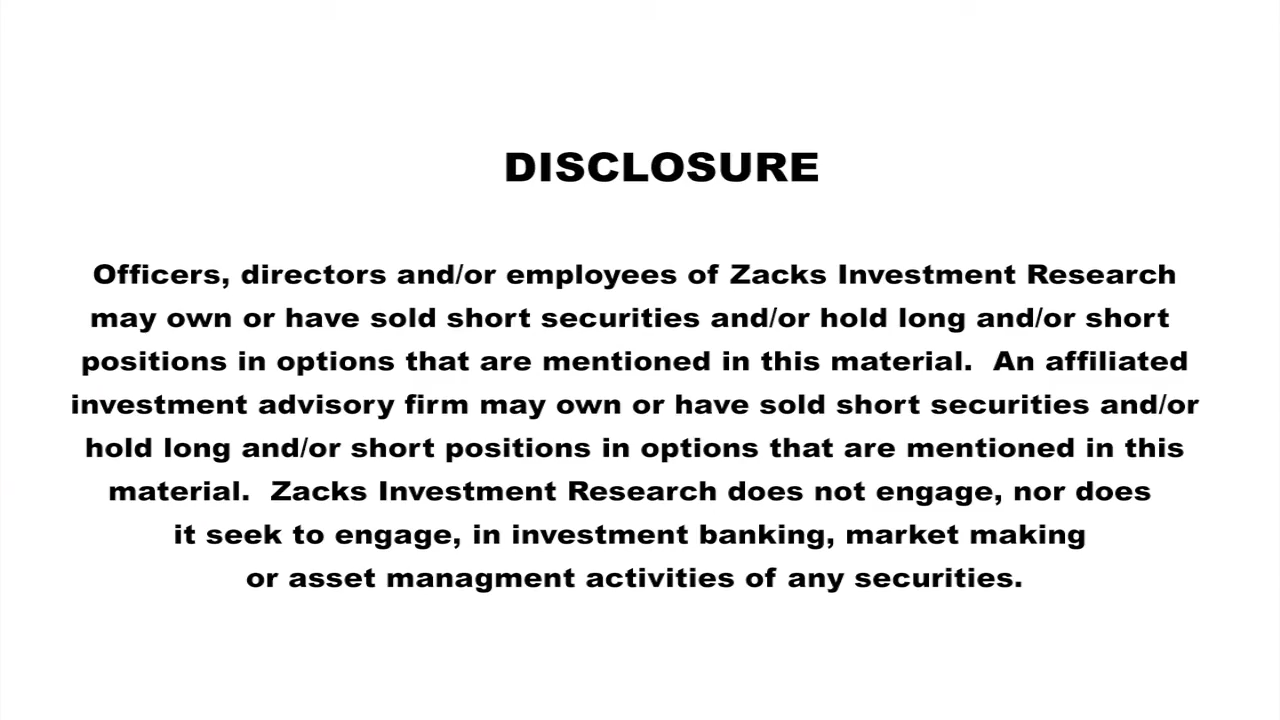 DISCLOSURE
Officers, directors and/or employees of Zacks Investment Research
may own or have sold short securities and/or hold long and/or short
positions in options that are mentioned in this material.  An affiliated
investment advisory firm may own or have sold short securities and/or
hold long and/or short positions in options that are mentioned in this
material.  Zacks Investment Research does not engage, nor does
it seek to engage, in investment banking, market making
or asset managment activities of any securities.